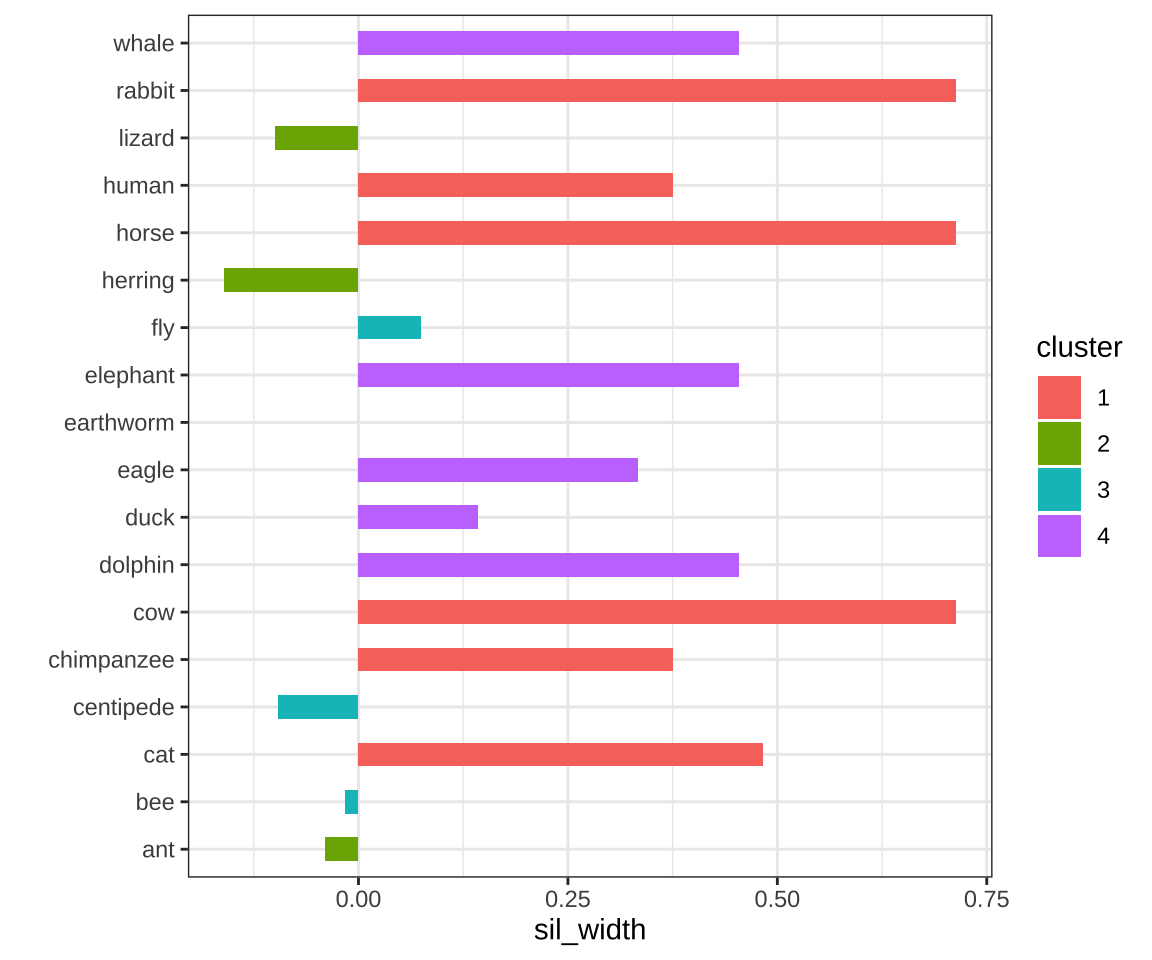 whale
rabbit
lizard
human
horse
herring
fly
elephant
earthworm
eagle
duck
dolphin
cow
chimpanzee
centipede
cat
bee
ant
0.00 0.25 0.50 0.75
sil_width
cluster
1
2
3
4